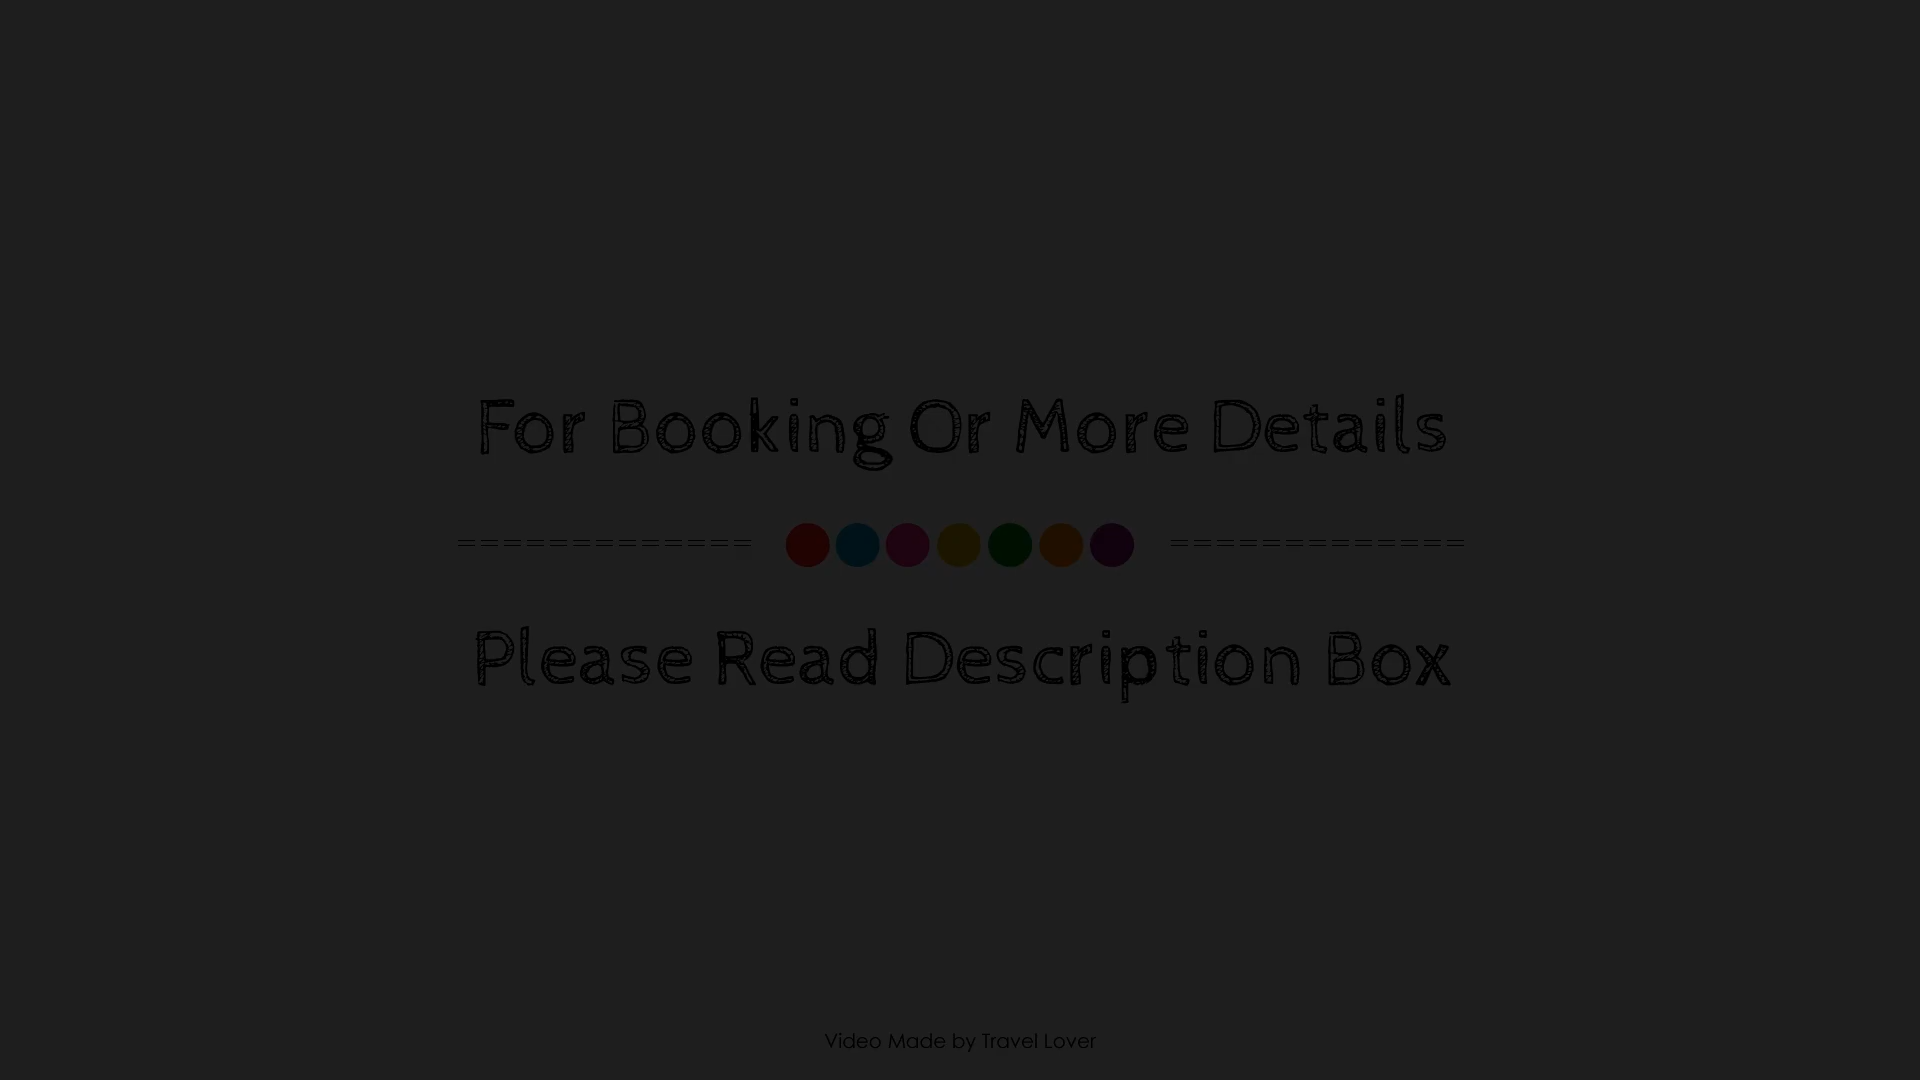 For Booking Or More Details
============= =============
Please Read Description Box
Video Made by Travel Lover